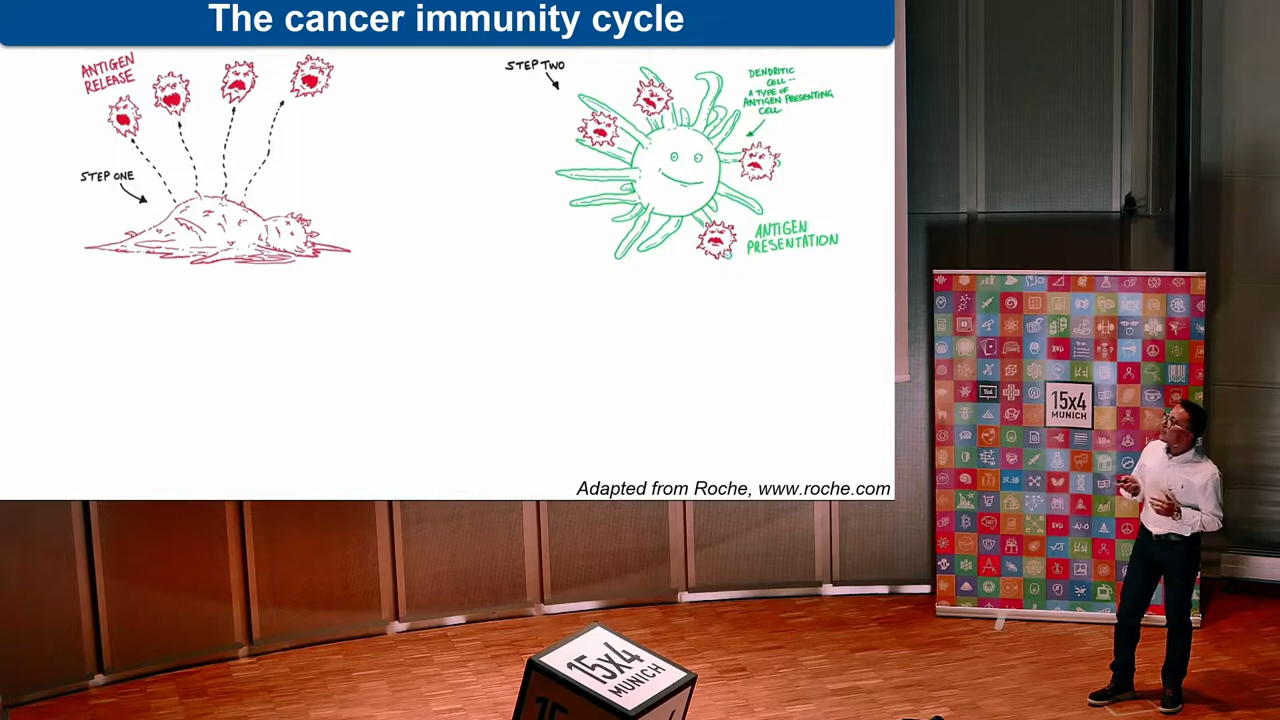 The cancer immunity cycle
ANTIGEN
RELEASE
STEP ONE
STEP TWO
DENDRITIC
CELL --
A TYPE OF
ANTIGEN PRESENTING
CELL
ANTIGEN
PRESENTATION
Adapted from Roche, www.roche.com
15x4
MUNICH
15x4
MUNICH
15